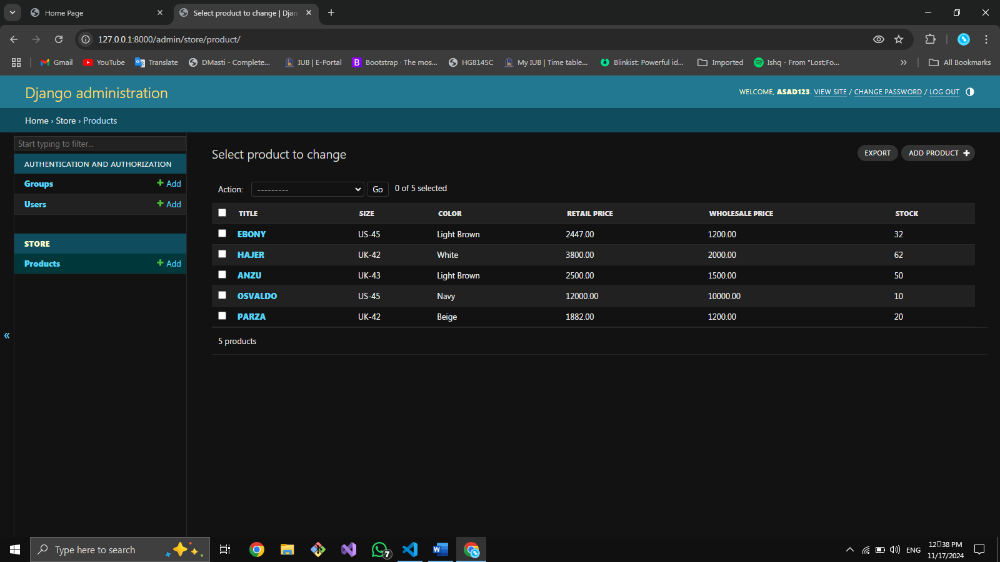 Home Page
Select product to change | Djan
127.0.0.1:8000/admin/store/product/
Gmail YouTube Translate DMasti - Complete... IUB | E-Portal B Bootstrap · The mos... HG8145C My IUB | Time table... Blinkist: Powerful id... Imported Ishq - From "Lost;Fo... » All Bookmarks
Django administration
WELCOME, ASAD123. VIEW SITE / CHANGE PASSWORD / LOG OUT
Home › Store › Products
Start typing to filter...
AUTHENTICATION AND AUTHORIZATION
Groups + Add
Users + Add
STORE
Products + Add
«
Select product to change
EXPORT
ADD PRODUCT +
Action: --------- Go 0 of 5 selected
TITLE SIZE COLOR RETAIL PRICE WHOLESALE PRICE STOCK
EBONY US-45 Light Brown 2447.00 1200.00 32
HAJER UK-42 White 3800.00 2000.00 62
ANZU UK-43 Light Brown 2500.00 1500.00 50
OSVALDO US-45 Navy 12000.00 10000.00 10
PARZA UK-42 Beige 1882.00 1200.00 20
5 products
Type here to search
7
W
ENG
12▯38 PM
11/17/2024